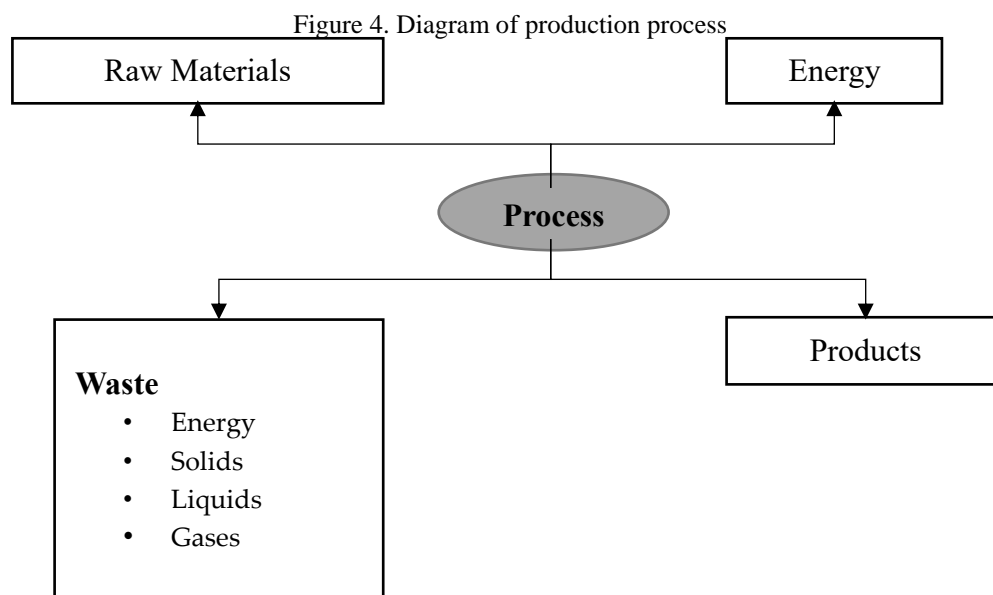 Figure 4. Diagram of production process
Raw Materials
Energy
Process
Products
Waste
• Energy
• Solids
• Liquids
• Gases